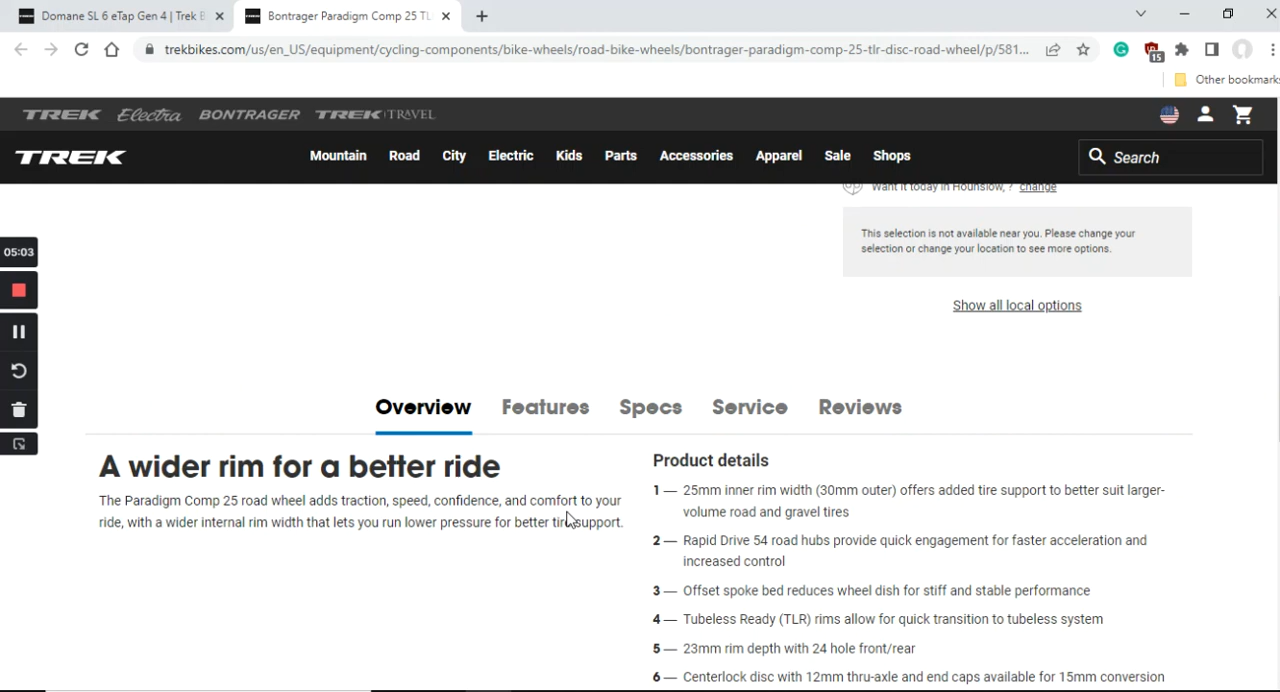 Domane SL 6 eTap Gen 4 | Trek B
Bontrager Paradigm Comp 25 TL
trekbikes.com/us/en_US/equipment/cycling-components/bike-wheels/road-bike-wheels/bontrager-paradigm-comp-25-tlr-disc-road-wheel/p/581...
15
Other bookmarks
TREK Electra BONTRAGER TREK TRAVEL
TREK
Mountain Road City Electric Kids Parts Accessories Apparel Sale Shops
Search
Want it today in Hounslow, ? change
This selection is not available near you. Please change your
selection or change your location to see more options.
Show all local options
05:03
Overview Features Specs Service Reviews
A wider rim for a better ride
The Paradigm Comp 25 road wheel adds traction, speed, confidence, and comfort to your
ride, with a wider internal rim width that lets you run lower pressure for better tire support.
Product details
1 — 25mm inner rim width (30mm outer) offers added tire support to better suit larger-
volume road and gravel tires
2 — Rapid Drive 54 road hubs provide quick engagement for faster acceleration and
increased control
3 — Offset spoke bed reduces wheel dish for stiff and stable performance
4 — Tubeless Ready (TLR) rims allow for quick transition to tubeless system
5 — 23mm rim depth with 24 hole front/rear
6 — Centerlock disc with 12mm thru-axle and end caps available for 15mm conversion